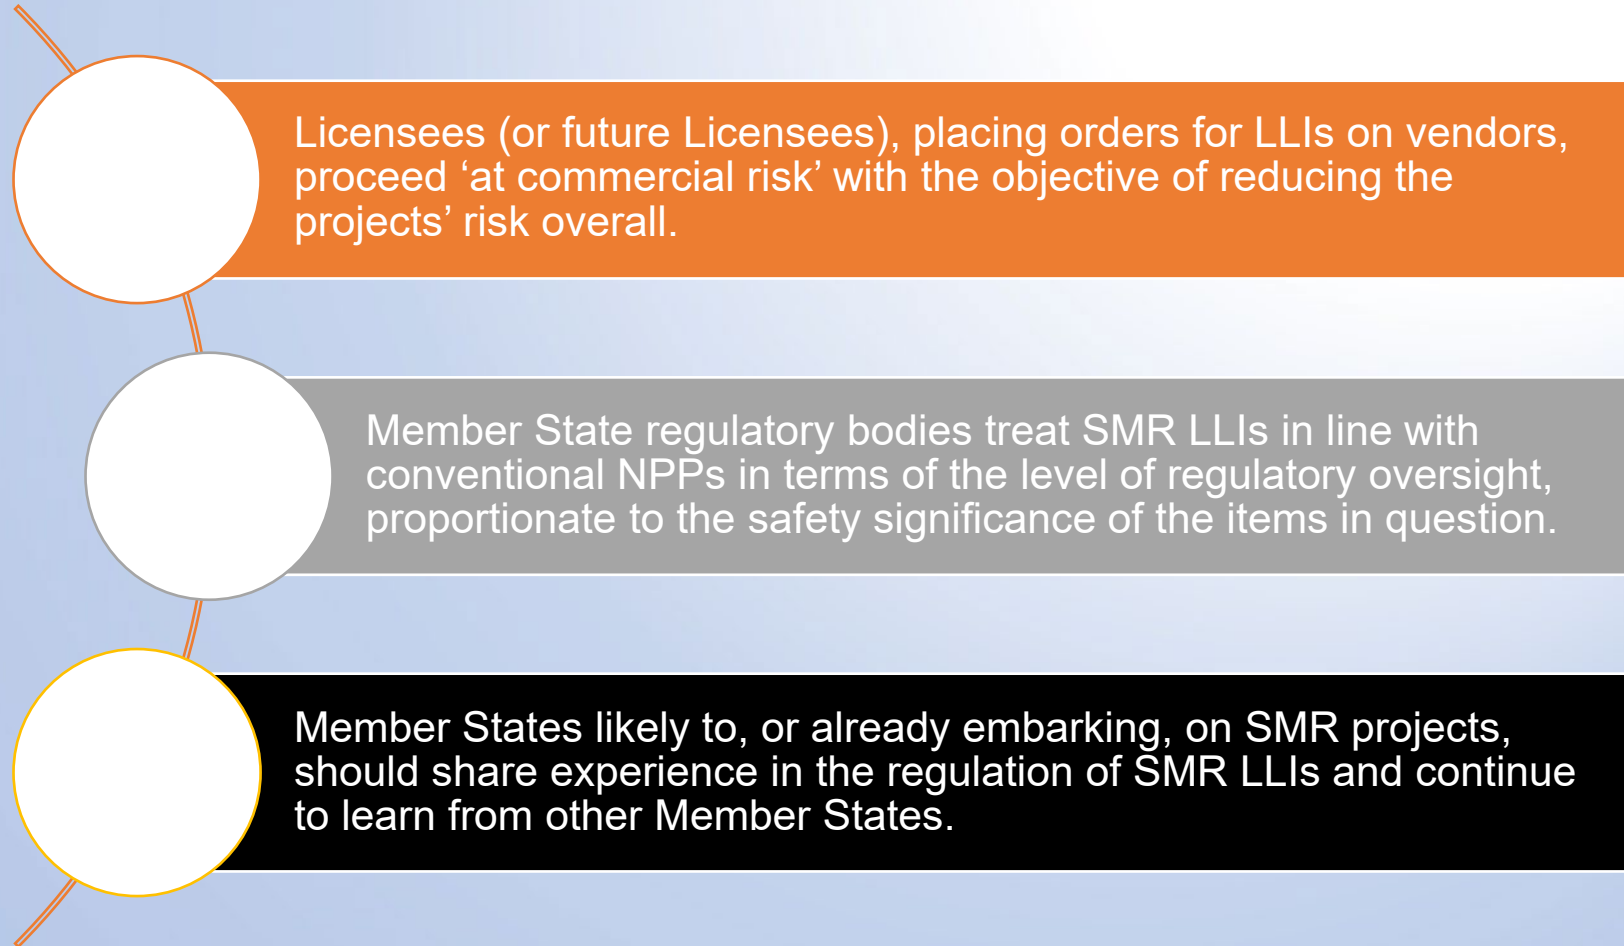 Licensees (or future Licensees), placing orders for LLIs on vendors,
proceed ‘at commercial risk’ with the objective of reducing the
projects’ risk overall.
Member State regulatory bodies treat SMR LLIs in line with
conventional NPPs in terms of the level of regulatory oversight,
proportionate to the safety significance of the items in question.
Member States likely to, or already embarking, on SMR projects,
should share experience in the regulation of SMR LLIs and continue
to learn from other Member States.